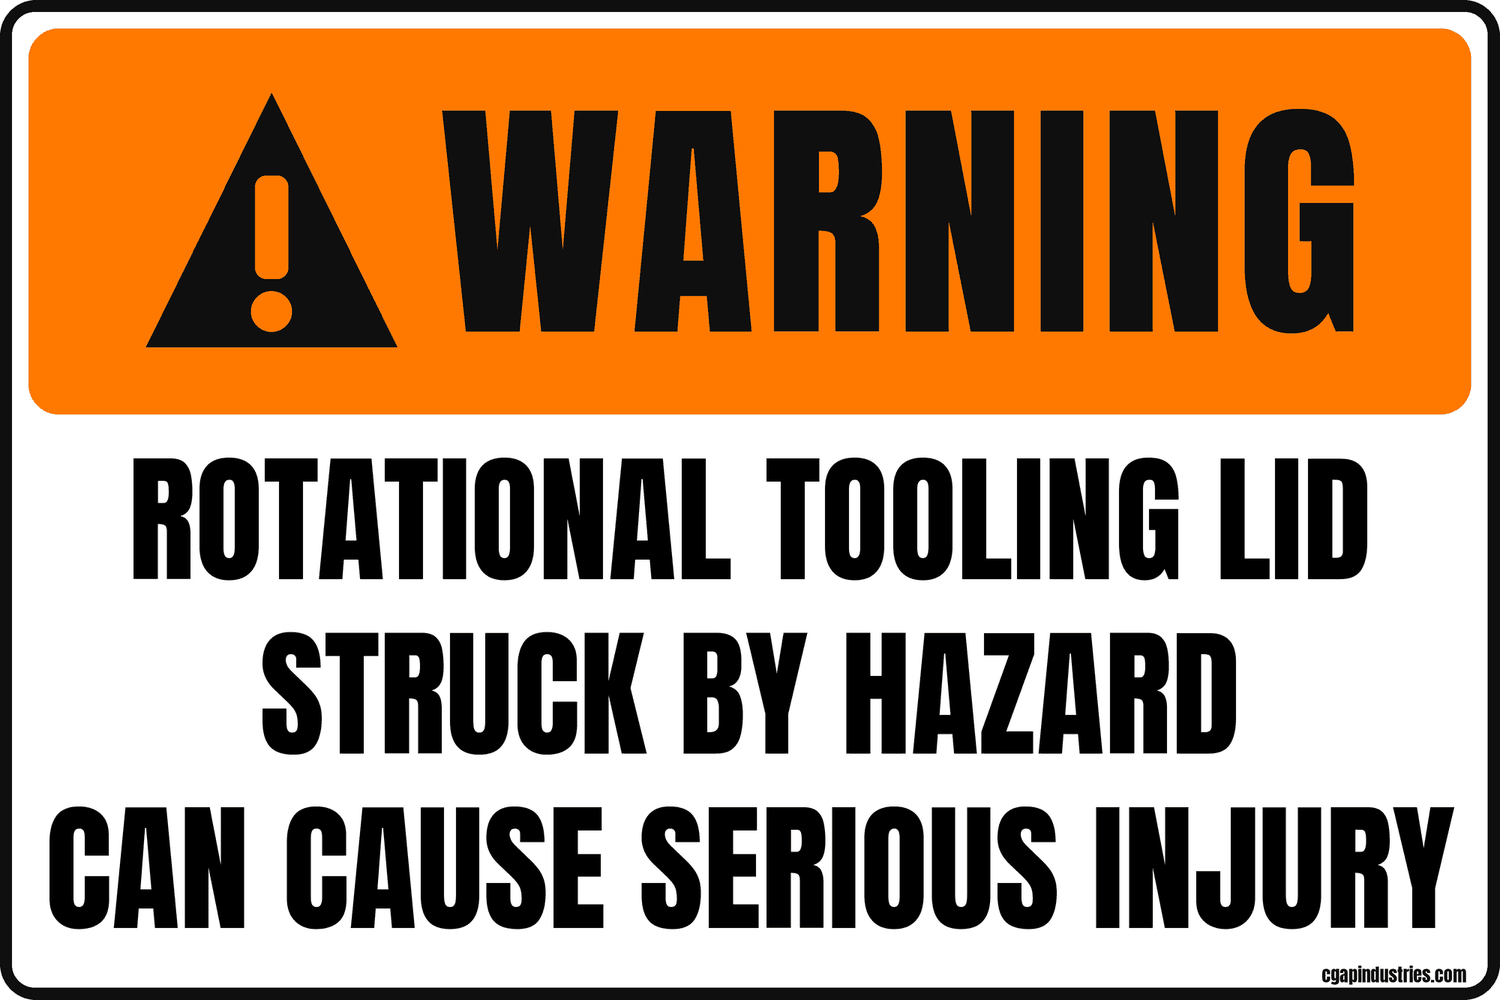 WARNING
ROTATIONAL TOOLING LID
STRUCK BY HAZARD
CAN CAUSE SERIOUS INJURY
cgapindustries.com